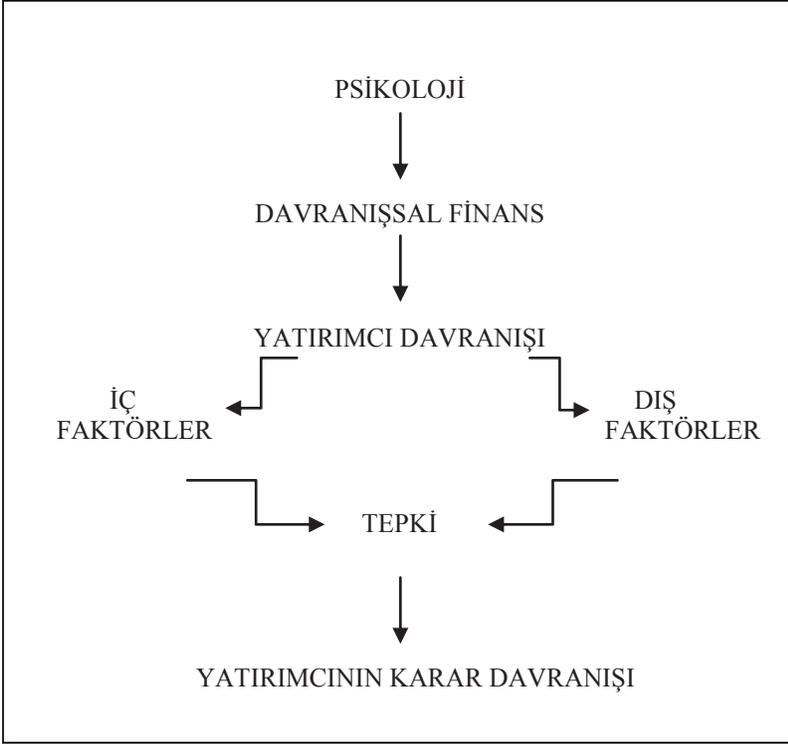 PSİKOLOJİ
DAVRANIŞSAL FİNANS
YATIRIMCI DAVRANIŞI
İÇ
FAKTÖRLER
DIŞ
FAKTÖRLER
TEPKİ
YATIRIMCININ KARAR DAVRANIŞI